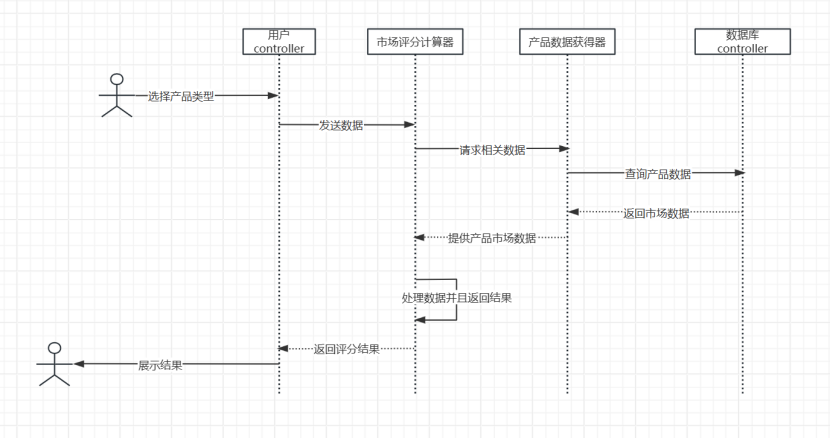 用户
controller
市场评分计算器
产品数据获得器
数据库
controller
选择产品类型
发送数据
请求相关数据
查询产品数据
返回市场数据
提供产品市场数据
处理数据并且返回结果
返回评分结果
展示结果